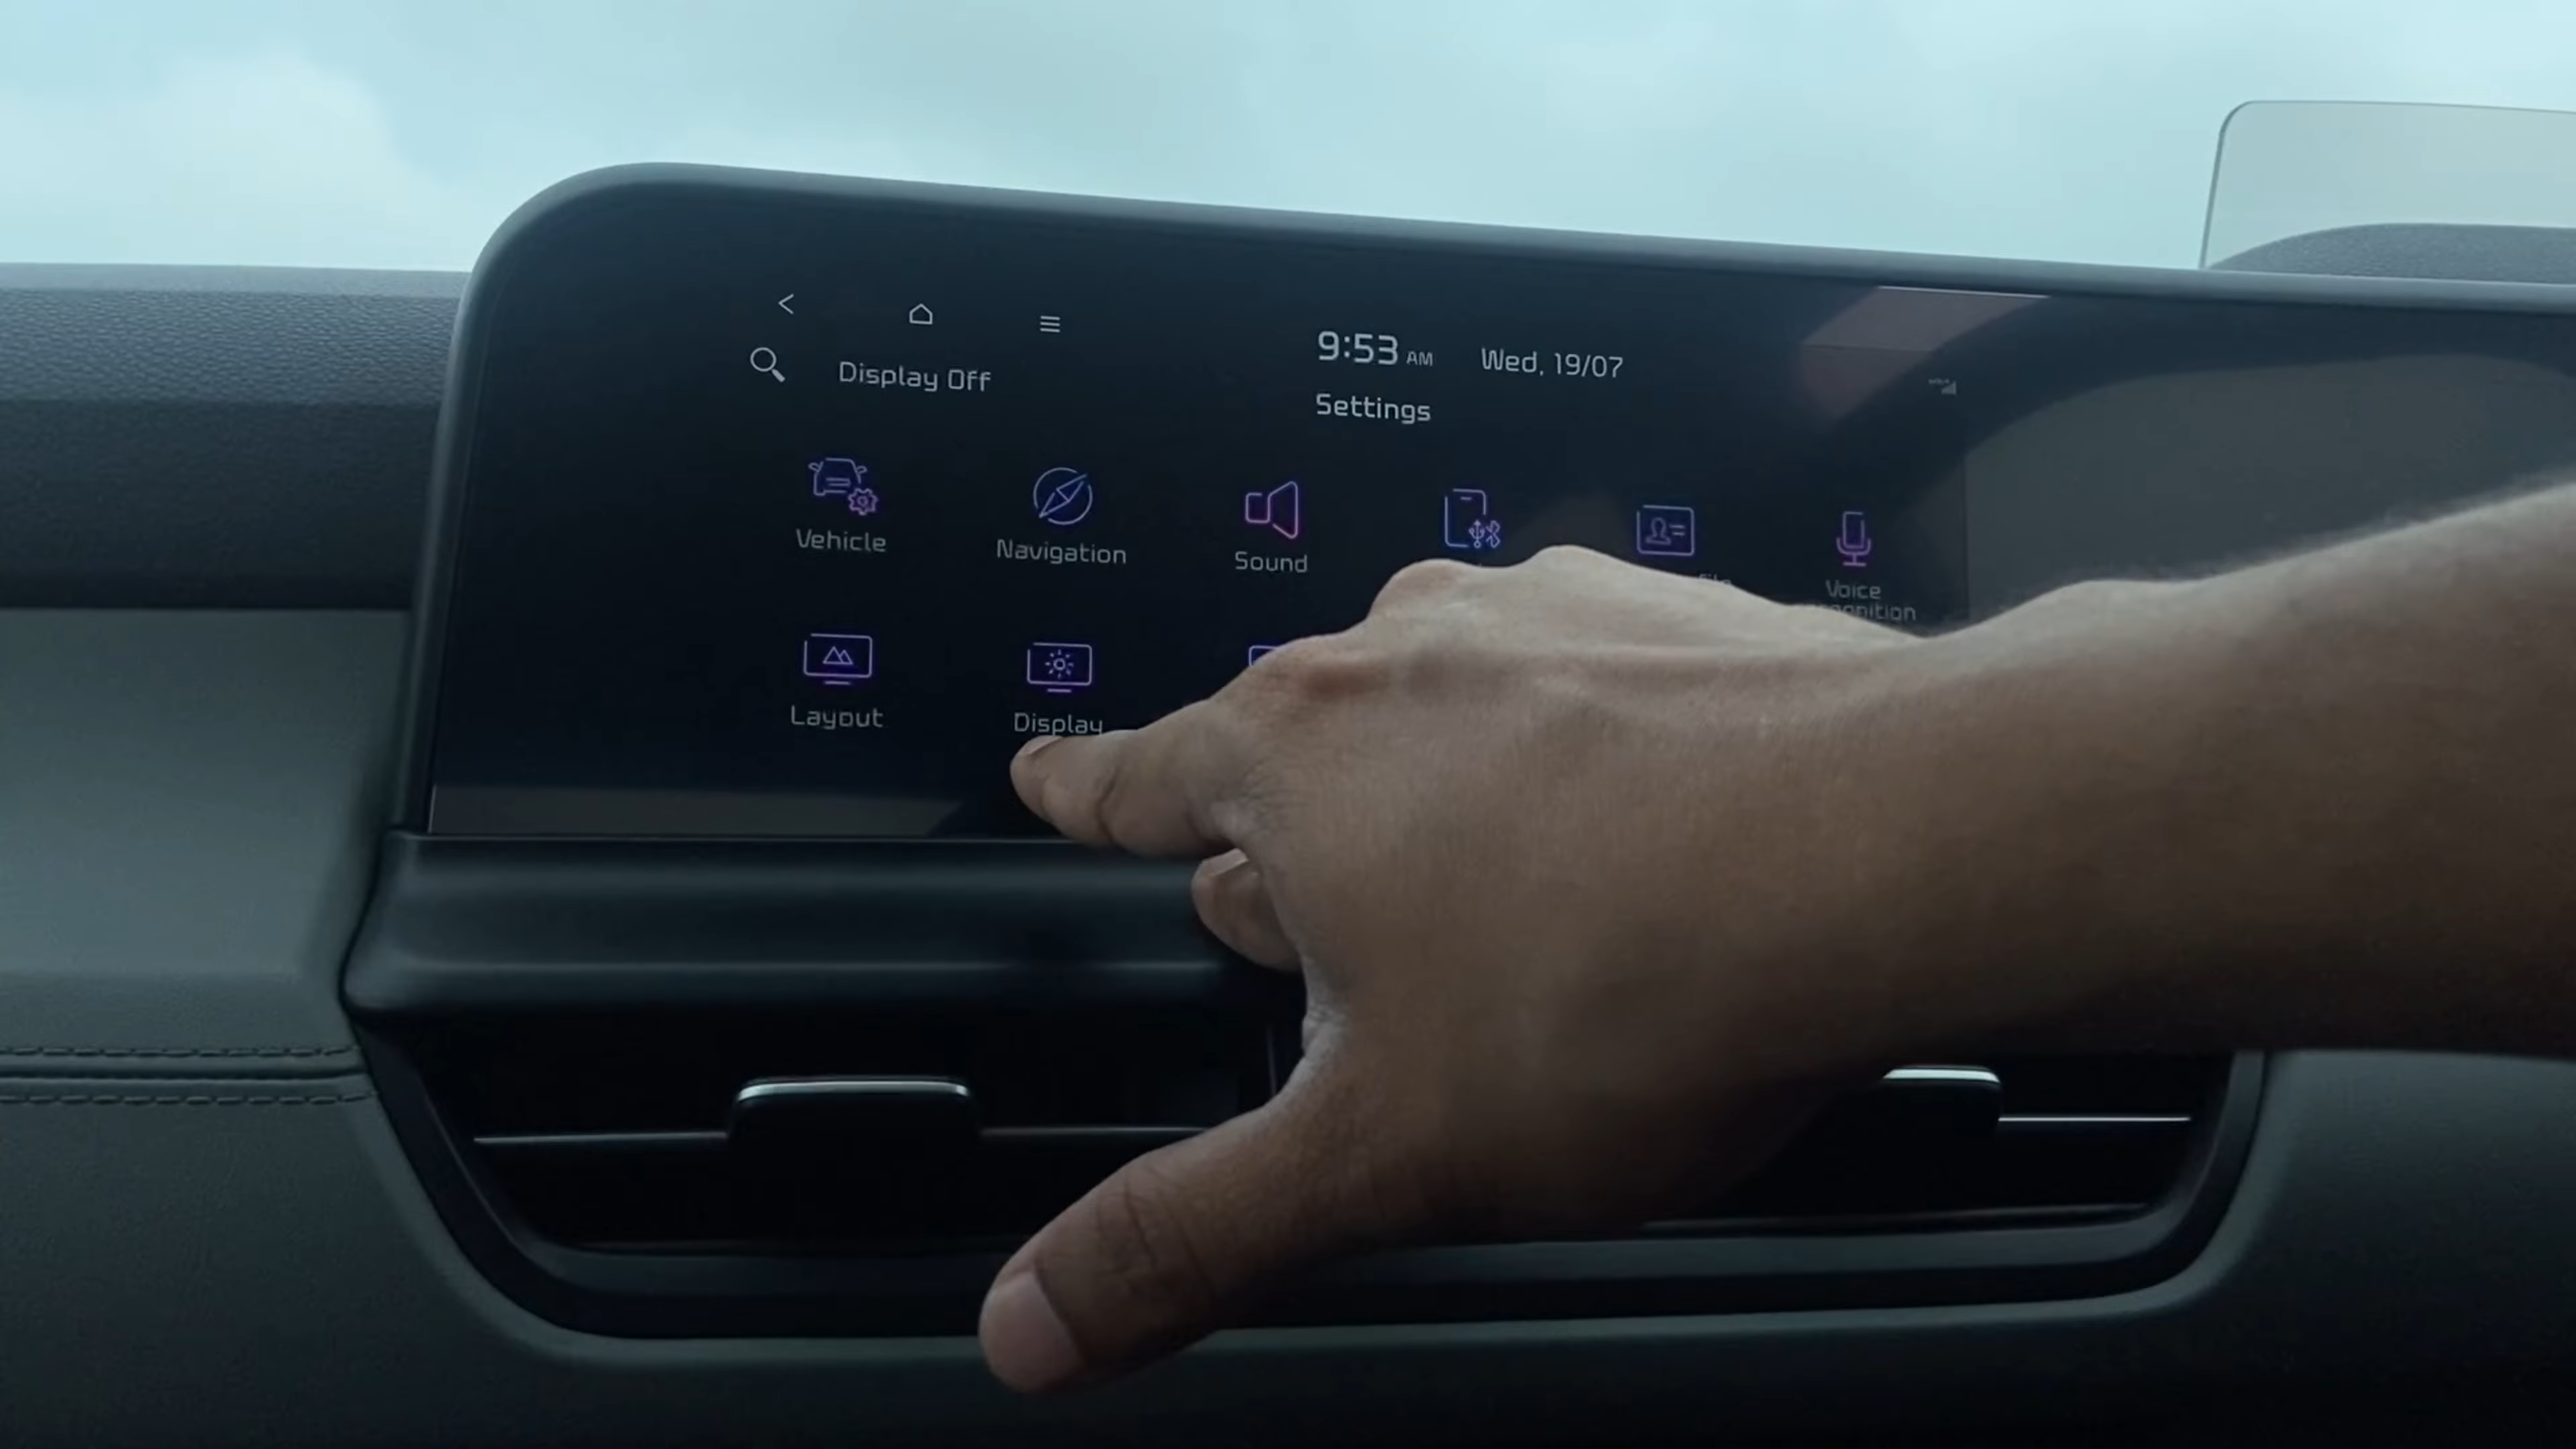 9:53 AM Wed, 19/07
Display Off
Settings
Vehicle
Navigation
Sound
Voice
Layout
Display